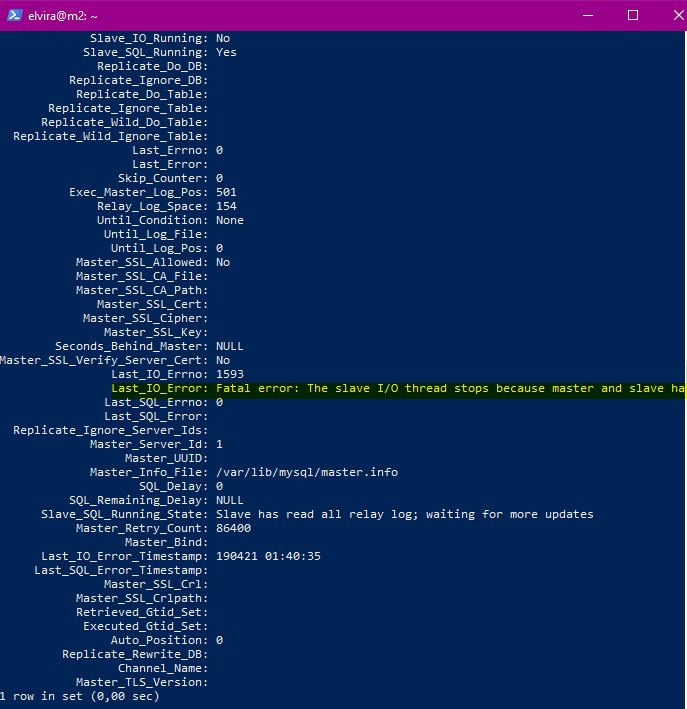 elvira@m2: ~
Slave_IO_Running: No
Slave_SQL_Running: Yes
Replicate_Do_DB:
Replicate_Ignore_DB:
Replicate_Do_Table:
Replicate_Ignore_Table:
Replicate_Wild_Do_Table:
Replicate_Wild_Ignore_Table:
Last_Errno: 0
Last_Error:
Skip_Counter: 0
Exec_Master_Log_Pos: 501
Relay_Log_Space: 154
Until_Condition: None
Until_Log_File:
Until_Log_Pos: 0
Master_SSL_Allowed: No
Master_SSL_CA_File:
Master_SSL_CA_Path:
Master_SSL_Cert:
Master_SSL_Cipher:
Master_SSL_Key:
Seconds_Behind_Master: NULL
Master_SSL_Verify_Server_Cert: No
Last_IO_Errno: 1593
Last_IO_Error: Fatal error: The slave I/O thread stops because master and slave ha
Last_SQL_Errno: 0
Last_SQL_Error:
Replicate_Ignore_Server_Ids:
Master_Server_Id: 1
Master_UUID:
Master_Info_File: /var/lib/mysql/master.info
SQL_Delay: 0
SQL_Remaining_Delay: NULL
Slave_SQL_Running_State: Slave has read all relay log; waiting for more updates
Master_Retry_Count: 86400
Master_Bind:
Last_IO_Error_Timestamp: 190421 01:40:35
Last_SQL_Error_Timestamp:
Master_SSL_Crl:
Master_SSL_Crlpath:
Retrieved_Gtid_Set:
Executed_Gtid_Set:
Auto_Position: 0
Replicate_Rewrite_DB:
Channel_Name:
Master_TLS_Version:
1 row in set (0,00 sec)